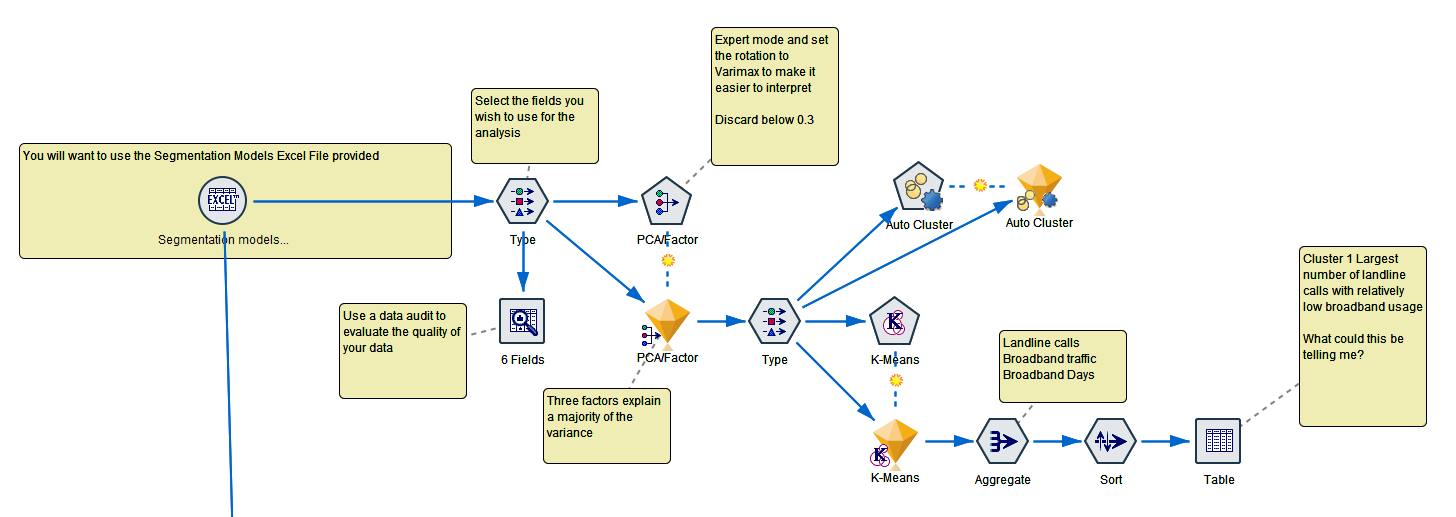 Expert mode and set
the rotation to
Varimax to make it
easier to interpret
Discard below 0.3
Select the fields you
wish to use for the
analysis
You will want to use the Segmentation Models Excel File provided
EXCEL™
Segmentation models...
Type
PCA/Factor
Auto Cluster
Auto Cluster
Use a data audit to
evaluate the quality of
your data
6 Fields
PCA/Factor
Three factors explain
a majority of the
variance
Type
K
K-Means
Landline calls
Broadband traffic
Broadband Days
K
K-Means
Aggregate
Sort
Table
Cluster 1 Largest
number of landline
calls with relatively
low broadband usage
What could this be
telling me?